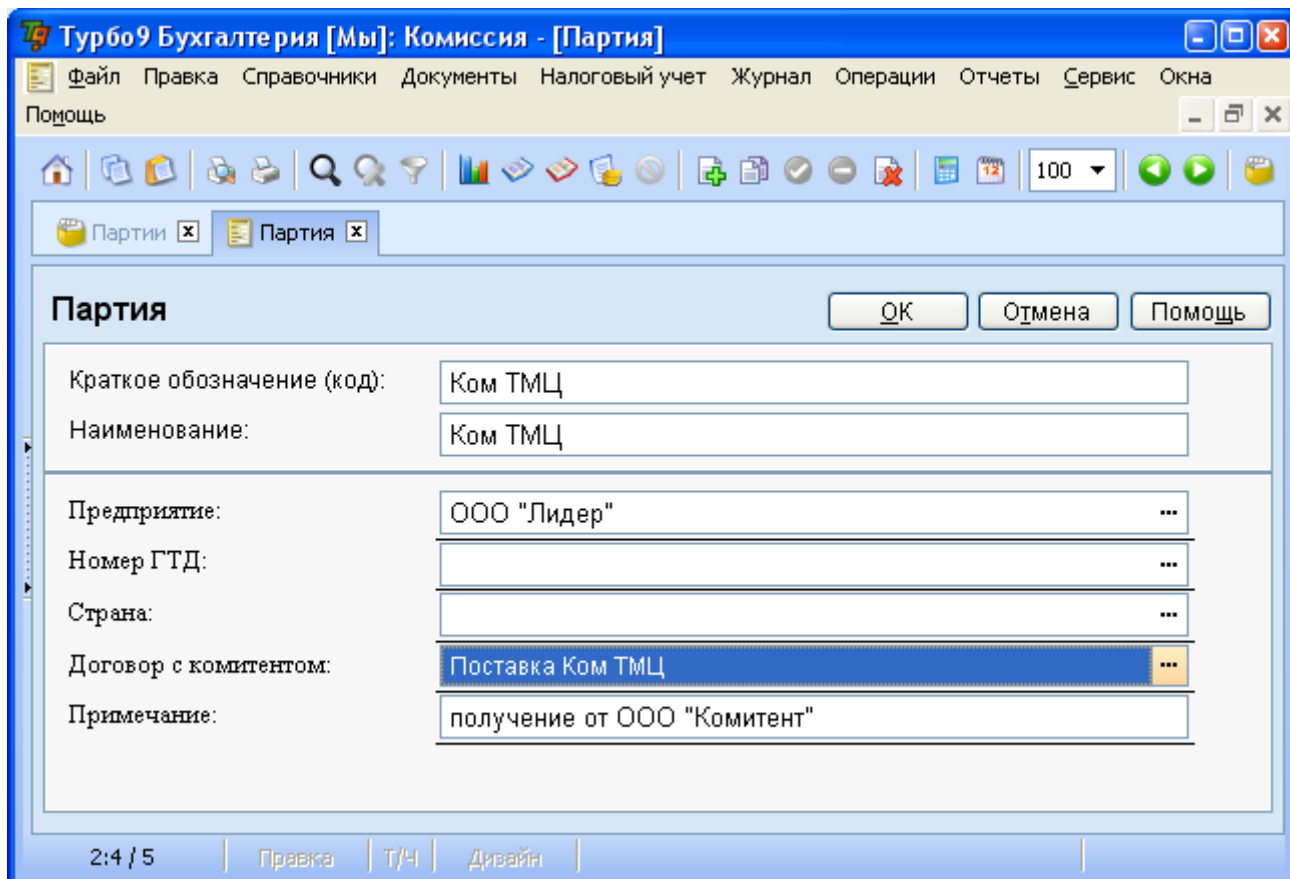 Турбо9 Бухгалтерия [Мы]: Комиссия - [Партия]
Файл Правка Справочники Документы Налоговый учет Журнал Операции Отчеты Сервис Окна
Помощь
12 100
Партии Партия
Партия ОК Отмена Помощь
Краткое обозначение (код): Ком ТМЦ
Наименование: Ком ТМЦ
Предприятие: ООО "Лидер" ...
Номер ГТД: ...
Страна: ...
Договор с комитентом: Поставка Ком ТМЦ ...
Примечание: получение от ООО "Комитент"
2:4 / 5 Правка Т/Ч Дизайн